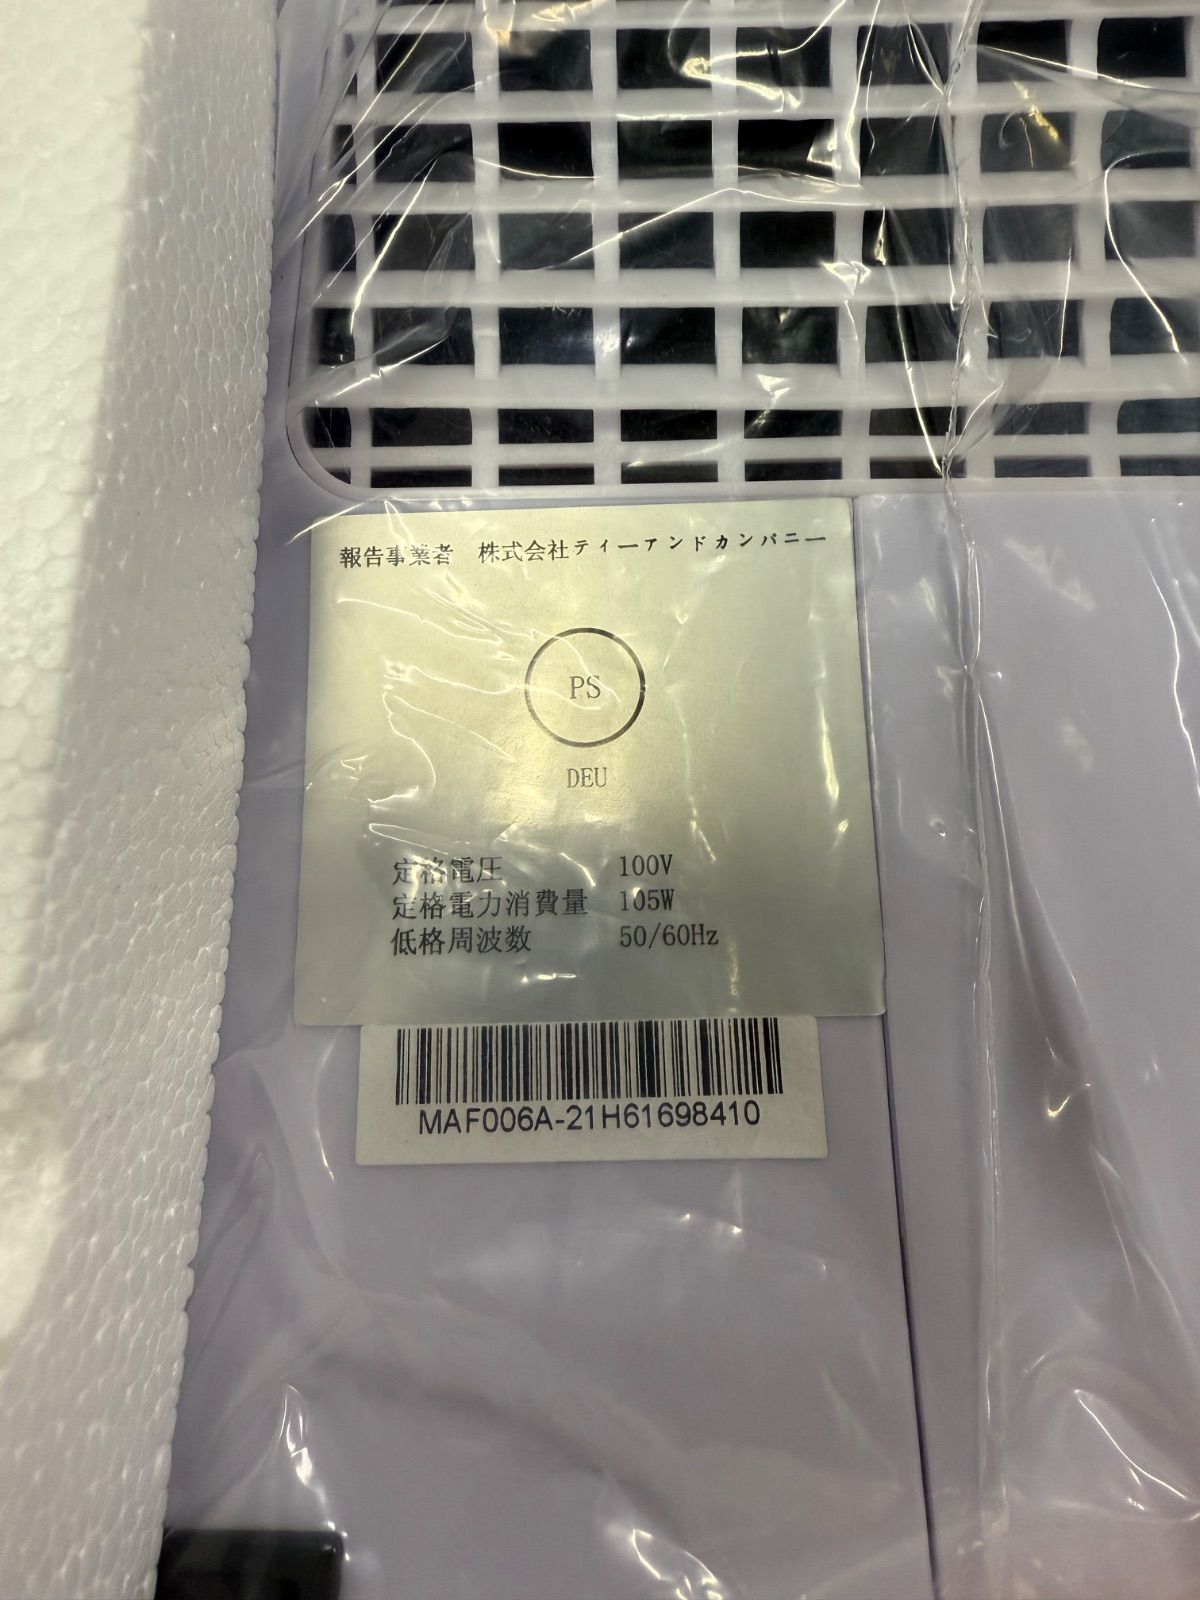 報告事業者　株式会社ティーアンドカンパニー
PS
DEU
定格電圧　100V
定格電力消費量　105W
低格周波数　50/60Hz
MAF006A-21H61698410